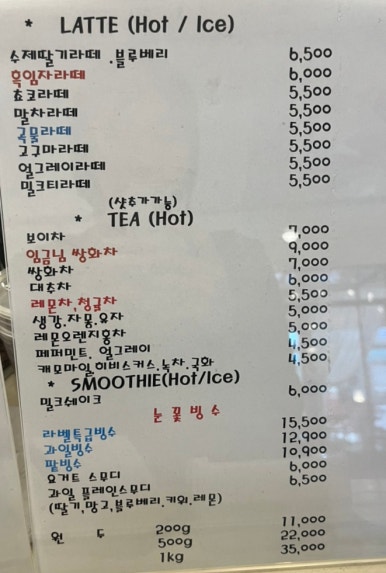 * LATTE (Hot / Ice)
수제딸기라떼 .블루베리 6,500
흑임자라떼 6,000
쵸코라떼 5,500
말차라떼 5,500
곡물라떼 5,500
고구마라떼 5,500
얼그레이라떼 5,500
밀크티라떼 5,500
(샷추가가능)
* TEA (Hot)
보이차 7,000
임금님 쌍화차 9,000
쌍화차 7,000
대추차 6,000
레몬차,청귤차 5,500
생강.자몽.유자 5,000
레몬오렌지홍차 5,000
페퍼민트. 얼그레이 4,500
캐모마일,히비스커스,녹차.국화 4,500
* SMOOTHIE(Hot/Ice)
밀크쉐이크 6,000
눈 꽃 빙 수
라벨특급빙수 15,500
과일빙수 12,900
팥빙수 10,900
요거트 스무디 6,000
과일 플레인스무디 6,500
(딸기,망고,블루베리.키위.레몬)
원 두 200g 11,000
500g 22,000
1kg 35,000